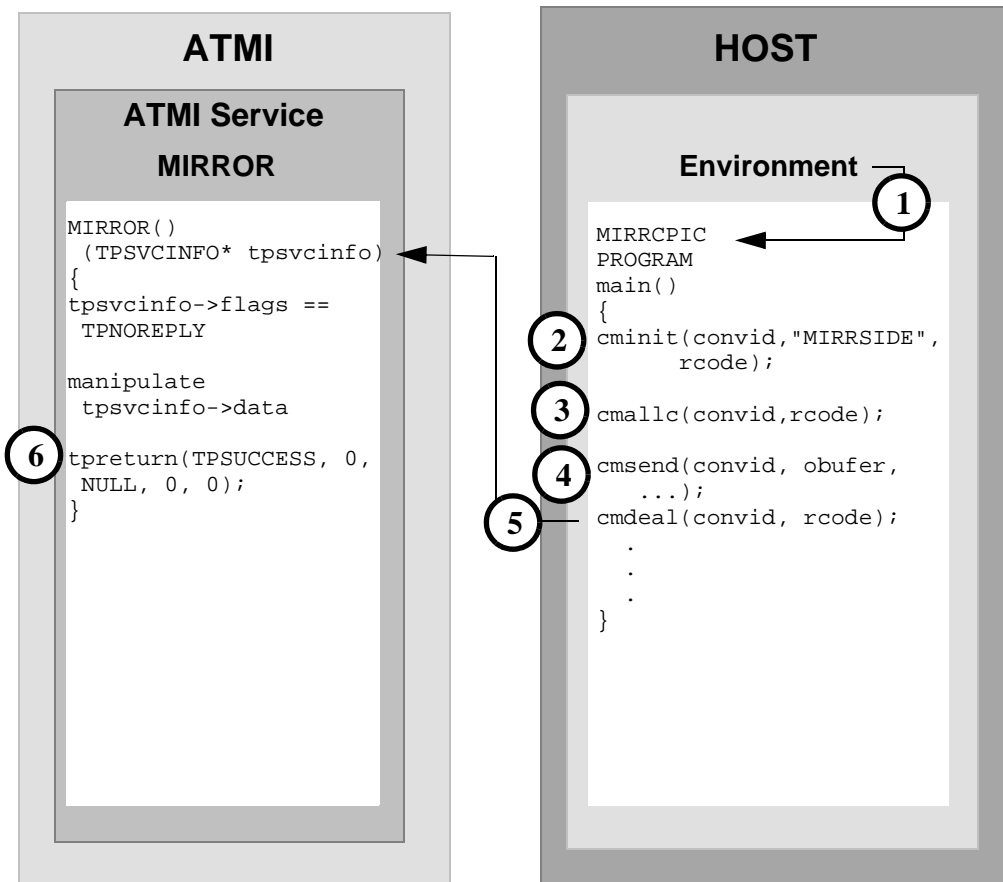 ATMI
ATMI Service
MIRROR
MIRROR()
(TPSVCINFO* tpsvcinfo)
{
tpsvcinfo->flags ==
TPNOREPLY
manipulate
tpsvcinfo->data
6
tpreturn(TPSUCCESS, 0,
NULL, 0, 0);
}
HOST
Environment
1
MIRRCPIC
PROGRAM
main()
{
2
cminit(convid,"MIRRSIDE",
rcode);
3
cmallc(convid,rcode);
4
cmsend(convid, obufer,
...);
5
cmdeal(convid, rcode);
.
.
.
}